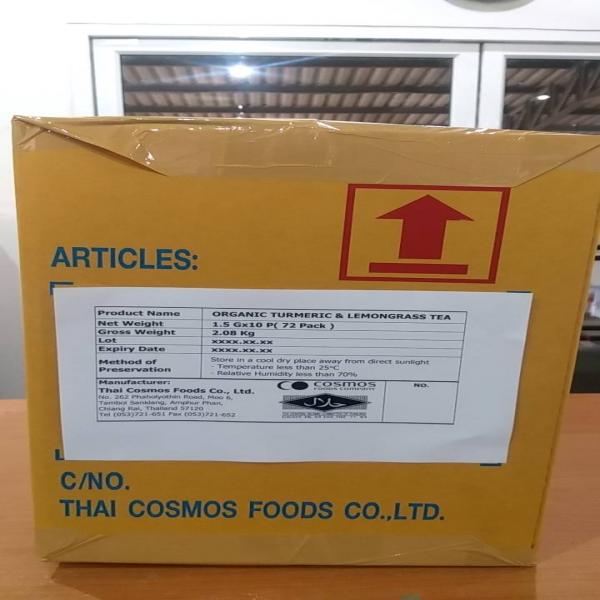 ARTICLES:
Product Name ORGANIC TURMERIC & LEMONGRASS TEA
Net Weight 1.5 Gx10 P( 72 Pack )
Gross Weight 2.08 Kg
Lot xxxx.xx.xx
Expiry Date xxxx.xx.xx
Method of Preservation
Store in a cool dry place away from direct sunlight
- Temperature less than 25°C
- Relative Humidity less than 70%
Manufacturer:
Thai Cosmos Foods Co., Ltd.
No. 262 Phaholyothin Road, Moo 6,
Tambol Sanklang, Amphur Phan,
Chiang Rai, Thailand 57120
Tel (053)721-651 Fax (053)721-652
COSMOS
FOODS COMPANY
حلال
NO.
C/NO.
THAI COSMOS FOODS CO.,LTD.